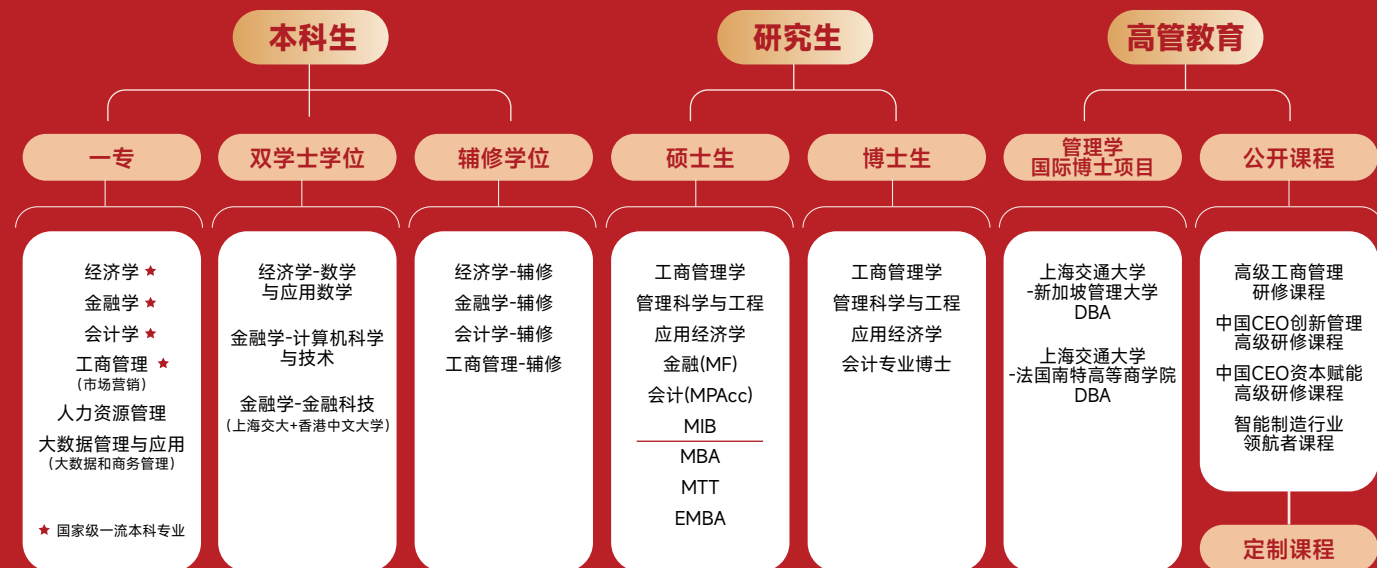 本科生
研究生
高管教育
一专
双学士学位
辅修学位
硕士生
博士生
管理学
国际博士项目
公开课程
经济学 ★
金融学 ★
会计学 ★
工商管理 ★
(市场营销)
人力资源管理
大数据管理与应用
(大数据和商务管理)
★ 国家级一流本科专业
经济学-数学
与应用数学
金融学-计算机科学
与技术
金融学-金融科技
(上海交大+香港中文大学)
经济学-辅修
金融学-辅修
会计学-辅修
工商管理-辅修
工商管理学
管理科学与工程
应用经济学
金融(MF)
会计(MPAcc)
MIB
MBA
MTT
EMBA
工商管理学
管理科学与工程
应用经济学
会计专业博士
上海交通大学
-新加坡管理大学
DBA
上海交通大学
-法国南特高等商学院
DBA
高级工商管理
研修课程
中国CEO创新管理
高级研修课程
中国CEO资本赋能
高级研修课程
智能制造行业
领航者课程
定制课程